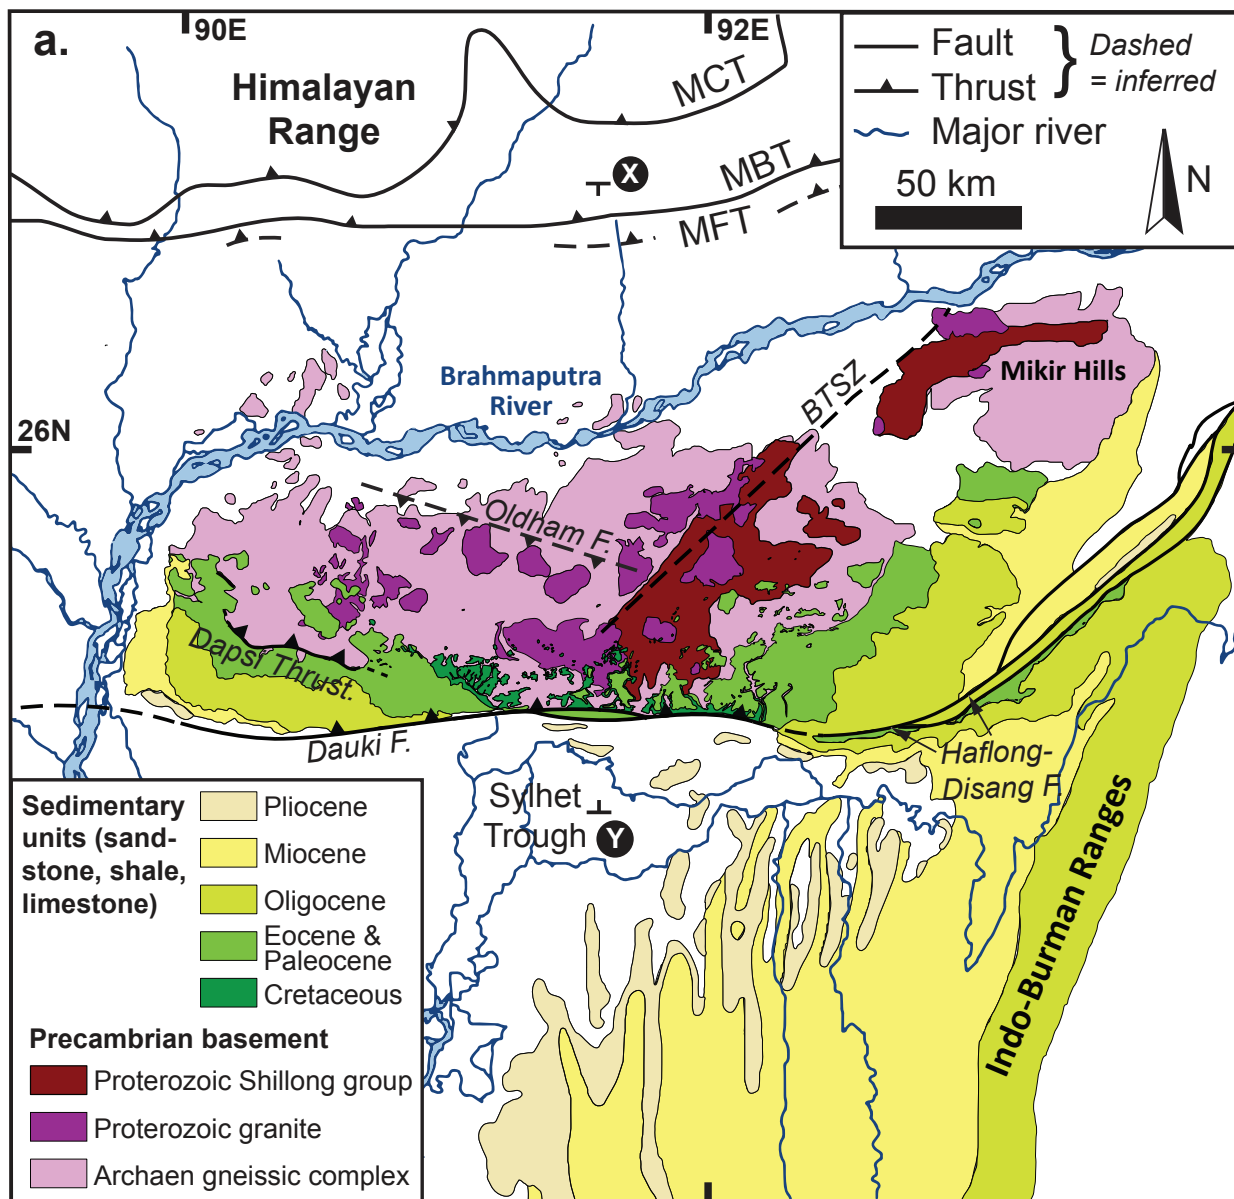 a.
90E
92E
Himalayan
Range
MCT
MBT
MFT
X
Fault
Thrust
Dashed
= inferred
Major river
50 km
N
Brahmaputra
River
BTSZ
Mikir Hills
26N
Oldham F.
Dapsi Thrust.
Dauki F.
Haflong-
Disang F.
Sylhet
Trough
Y
Indo-Burman Ranges
Sedimentary
units (sand-
stone, shale,
limestone)
Pliocene
Miocene
Oligocene
Eocene &
Paleocene
Cretaceous
Precambrian basement
Proterozoic Shillong group
Proterozoic granite
Archaen gneissic complex